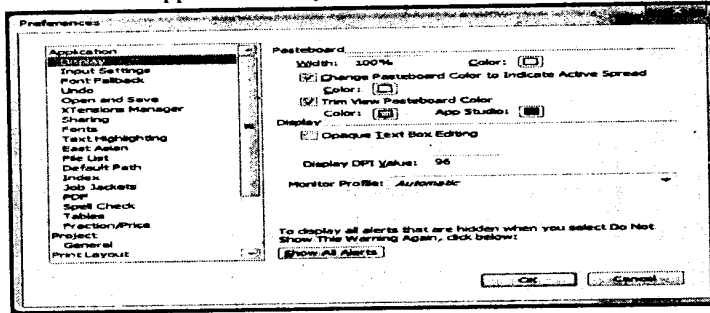 Preferences
Application
Display
Input Settings
Font Fallback
Undo
Open and Save
XTensions Manager
Sharing
Fonts
Text Highlighting
East Asian
File List
Default Path
Index
Job Jackets
PDF
Spell Check
Tables
Fraction/Price
Project
General
Print Layout
Pasteboard
Width: 100% Color:
Change Pasteboard Color to Indicate Active Spread
Color:
Trim View Pasteboard Color
Color: App Studio:
Display
Opaque Text Box Editing
Display DPI Value: 96
Monitor Profile: Automatic
To display all alerts that are hidden when you select Do Not
Show This Warning Again, click below:
Show All Alerts
OK Cancel